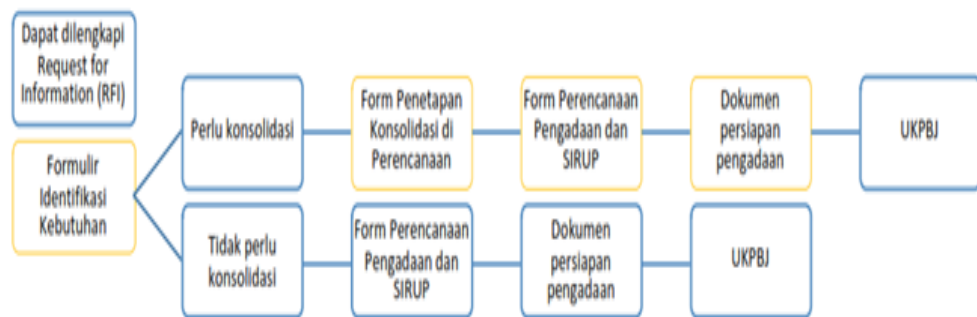 Dapat dilengkapi
Request for
Information (RFI)
Formulir
Identifikasi
Kebutuhan
Perlu konsolidasi
Form Penetapan
Konsolidasi di
Perencanaan
Form Perencanaan
Pengadaan dan
SIRUP
Dokumen
persiapan
pengadaan
UKPBJ
Tidak perlu
konsolidasi
Form Perencanaan
Pengadaan dan
SIRUP
Dokumen
persiapan
pengadaan
UKPBJ